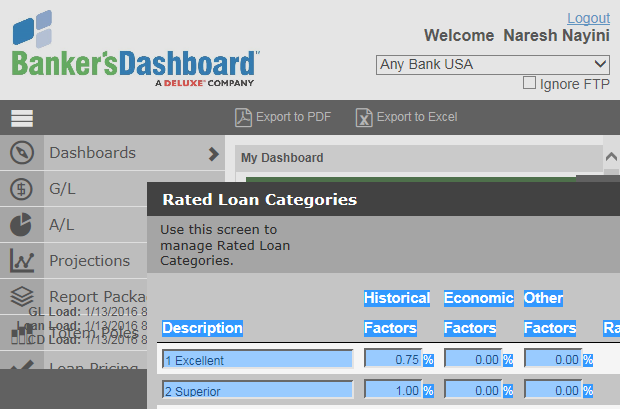 Logout
Welcome Naresh Nayini
Banker'sDashboard™
A DELUXE® COMPANY
Any Bank USA
Ignore FTP
Export to PDF
Export to Excel
Dashboards
My Dashboard
G/L
A/L
Projections
Report Packa
GL Load: 1/13/2016 8
Loan Load: 1/13/2016 8
Totem Poles
CD Load: 1/13/2016 8
Loan Pricing
Rated Loan Categories
Use this screen to
manage Rated Loan
Categories.
Historical Economic Other
Description Factors Factors Factors Ra
1 Excellent 0.75 % 0.00 % 0.00 %
2 Superior 1.00 % 0.00 % 0.00 %